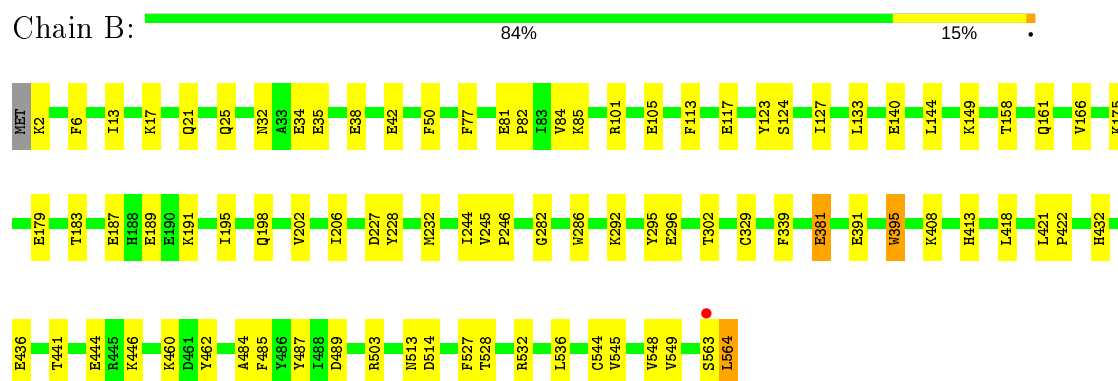 Chain B:
84% 15% •
MET K2 F6 I13 K17 Q21 Q25 N32 A33 E34 E35 E38 E42 F50 F77 E81 P82 I83 V84 K85 R101 E105 F113 E117 Y123 S124 I127 L133 E140 L144 K149 T158 Q161 V166 K175
E179 T183 E187 H188 E189 E190 K191 I195 Q198 V202 I206 D227 Y228 M232 I244 V245 P246 G282 W286 K292 Y295 E296 T302 C329 F339 E381 E391 W395 K408 H413 L418 L421 P422 H432
E436 T441 E444 R445 K446 K460 D461 Y462 A484 F485 Y486 Y487 I488 D489 R503 N513 D514 F527 T528 R532 L536 C544 V545 V548 V549 S563 L564